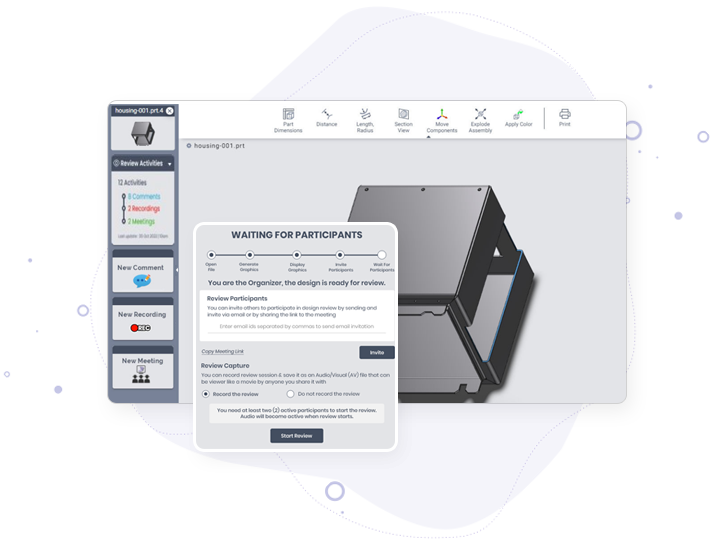 housing-001.prt.4
Review Activities
12 Activities
8 Comments
2 Recordings
2 Meetings
New Comment
New Recording
REC
New Meeting
Part
Dimensions
Distance
Length,
Radius
Section
View
Move
Components
Explode
Assembly
Apply Color
Print
housing-001.prt
WAITING FOR PARTICIPANTS
Open
File
Generate
Graphics
Display
Graphics
Invite
Participants
Wait For
Participants
You are the Organizer, the design is ready for review.
Review Participants
You can invite others to participate in design review by sending and
invite via email or by sharing the link to the meeting
Enter email ids separated by commas to send email invitation
Copy Meeting Link
Invite
Review Capture
You can record review session & save it as an Audio/Visual (AV) file that can
be viewer like a movie by anyone you share it with
Record the review
Do not record the review
You need at least two (2) active participants to start the review.
Audio will become active when review starts.
Start Review